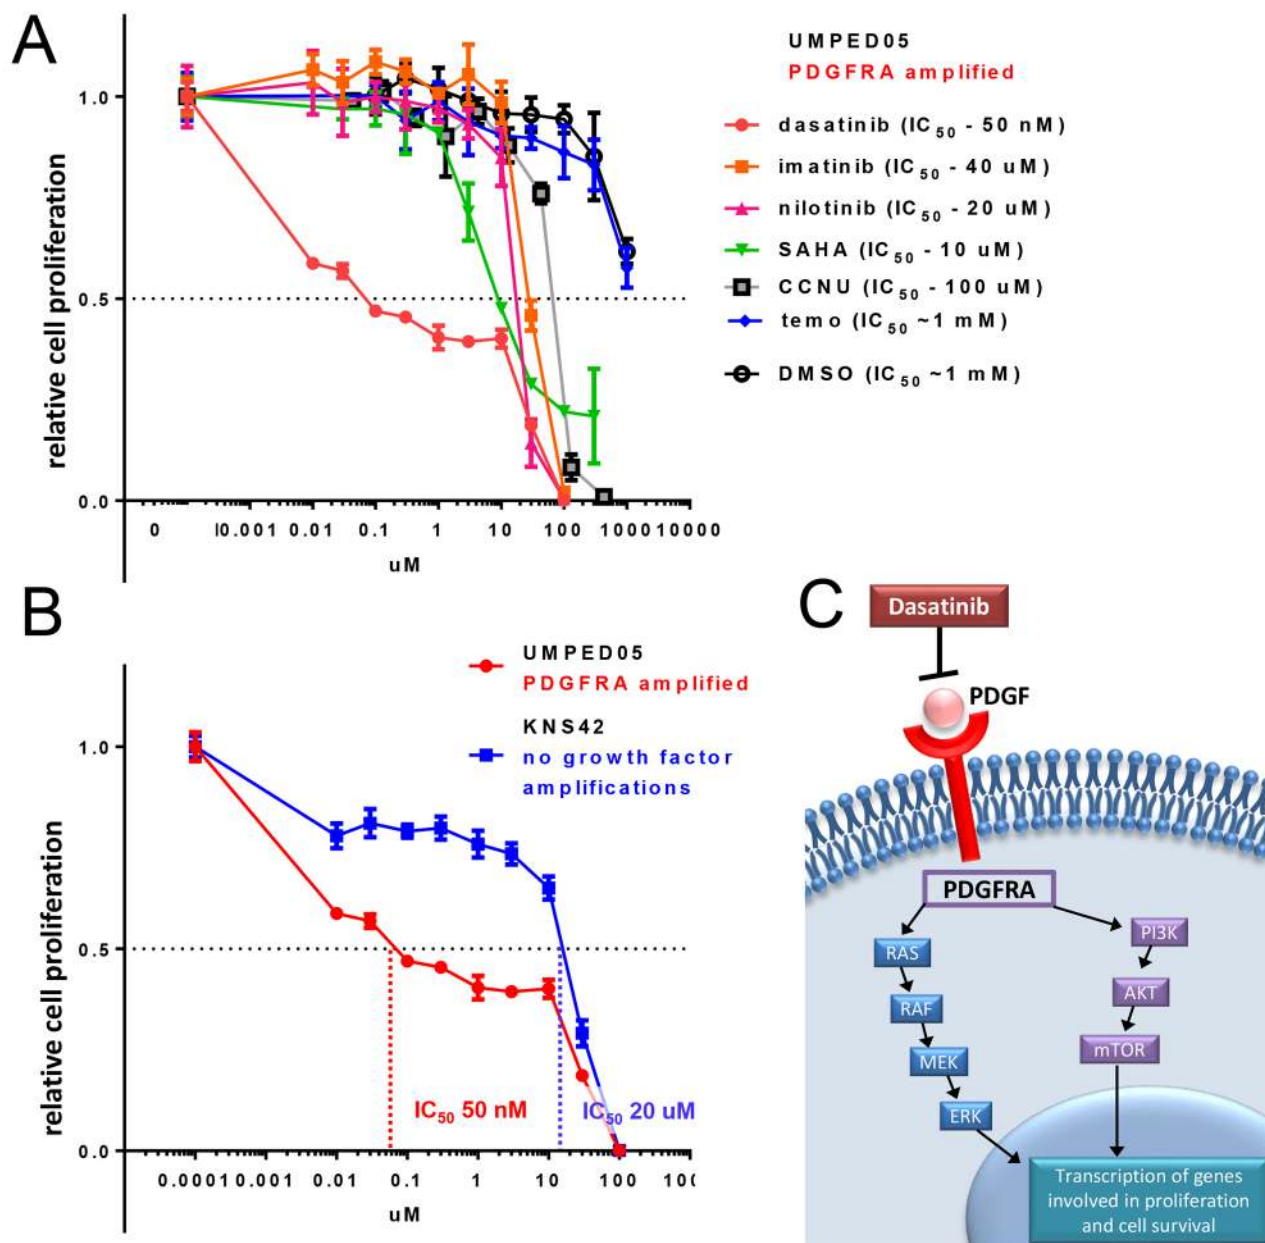 A
UMPED05
PDGFRA amplified
dasatinib (IC50 - 50 nM)
imatinib (IC50 - 40 uM)
nilotinib (IC50 - 20 uM)
SAHA (IC50 - 10 uM)
CCNU (IC50 - 100 uM)
temo (IC50 ~1 mM)
DMSO (IC50 ~1 mM)
relative cell proliferation
1.0
0.5
0.0
0 0.001 0.01 0.1 1 10 100 1000 10000
uM
B
UMPED05
PDGFRA amplified
KNS42
no growth factor
amplifications
relative cell proliferation
1.0
0.5
0.0
IC50 50 nM
IC50 20 uM
0.0001 0.001 0.01 0.1 1 10 100
uM
C
Dasatinib
PDGF
PDGFRA
RAS
RAF
MEK
ERK
PI3K
AKT
mTOR
Transcription of genes
involved in proliferation
and cell survival